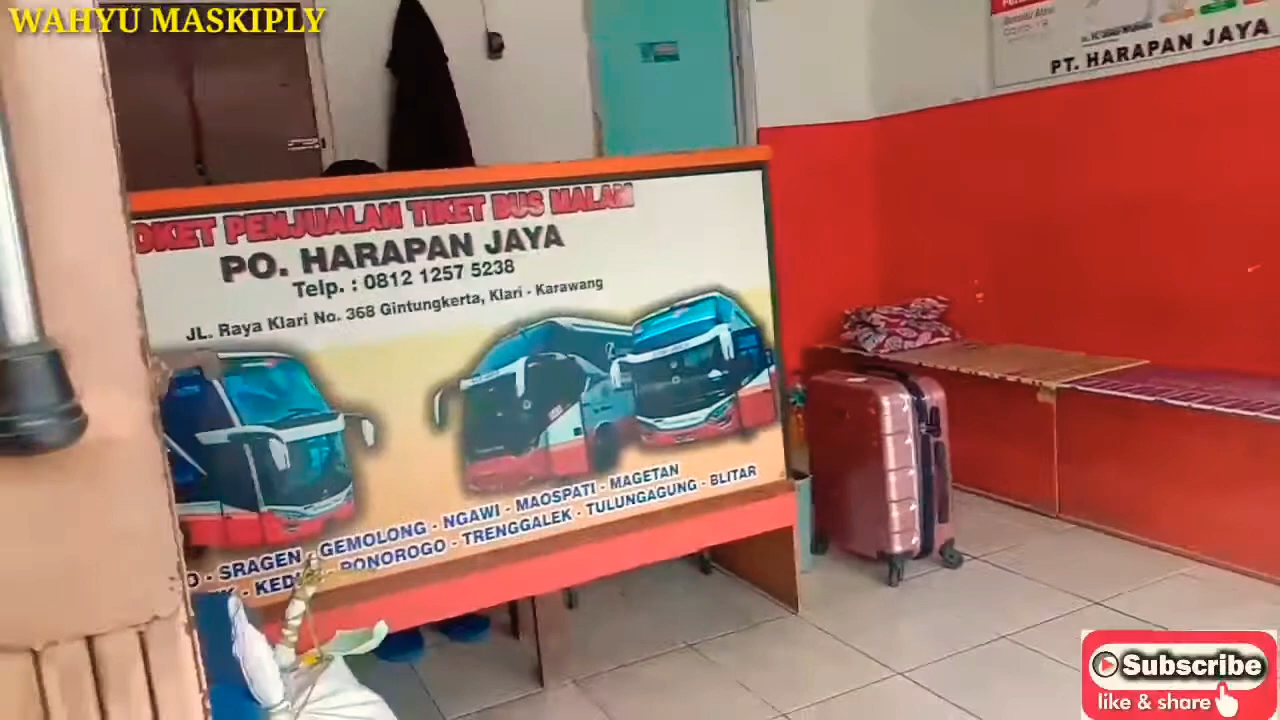 WAHYU MASKIPLY
PT. HARAPAN JAYA
OKET PENJUALAN TIKET BUS MALAM
PO. HARAPAN JAYA
Telp. : 0812 1257 5238
JL. Raya Klari No. 368 Gintungkerta, Klari - Karawang
O - SRAGEN - GEMOLONG - NGAWI - MAOSPATI - MAGETAN
PONOROGO - TRENGGALEK - TULUNGAGUNG - BLITAR
Subscribe
like & share